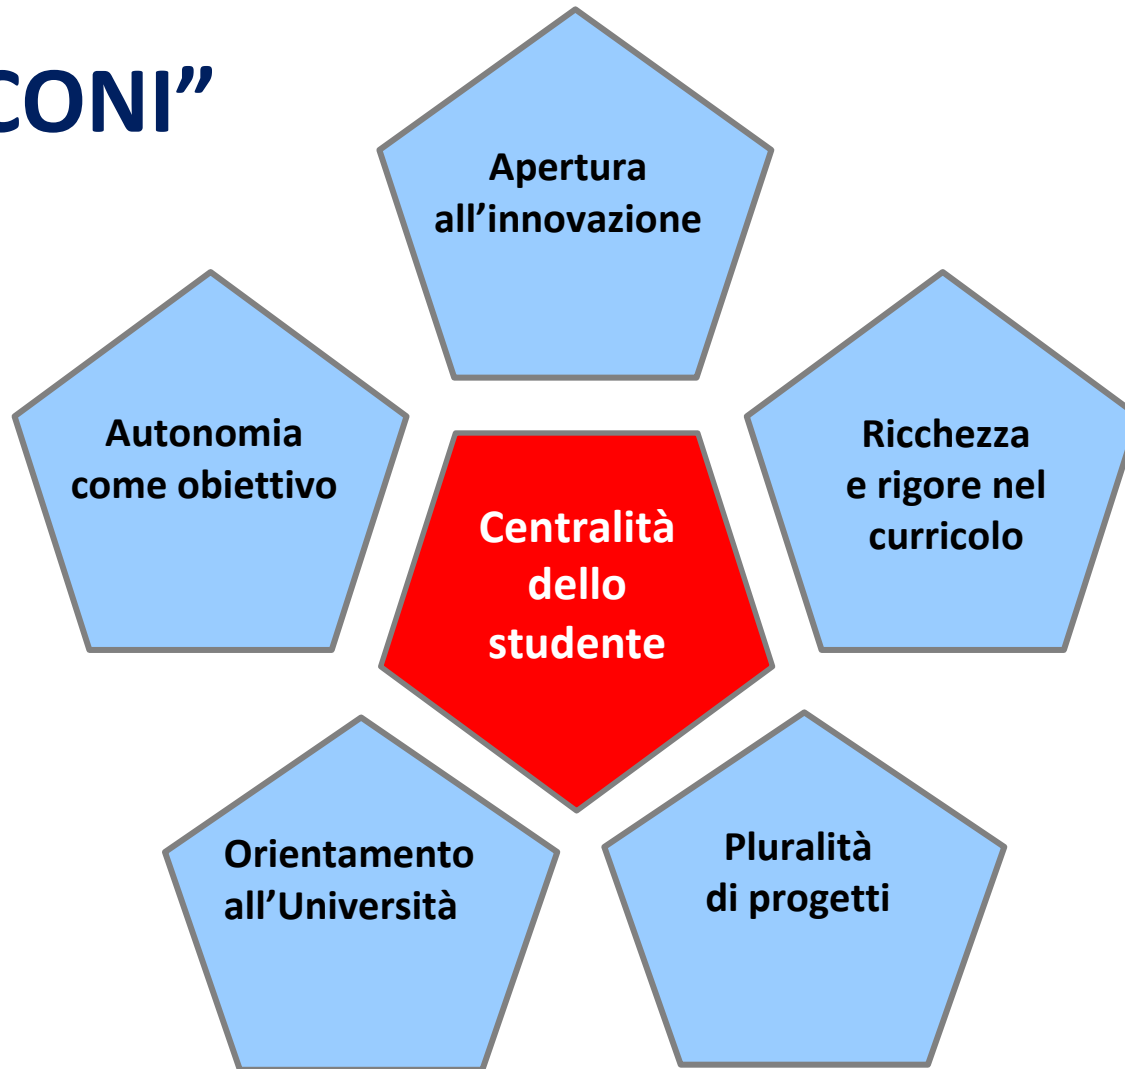 CONI”
Apertura
all’innovazione
Autonomia
come obiettivo
Ricchezza
e rigore nel
curricolo
Centralità
dello
studente
Orientamento
all’Università
Pluralità
di progetti